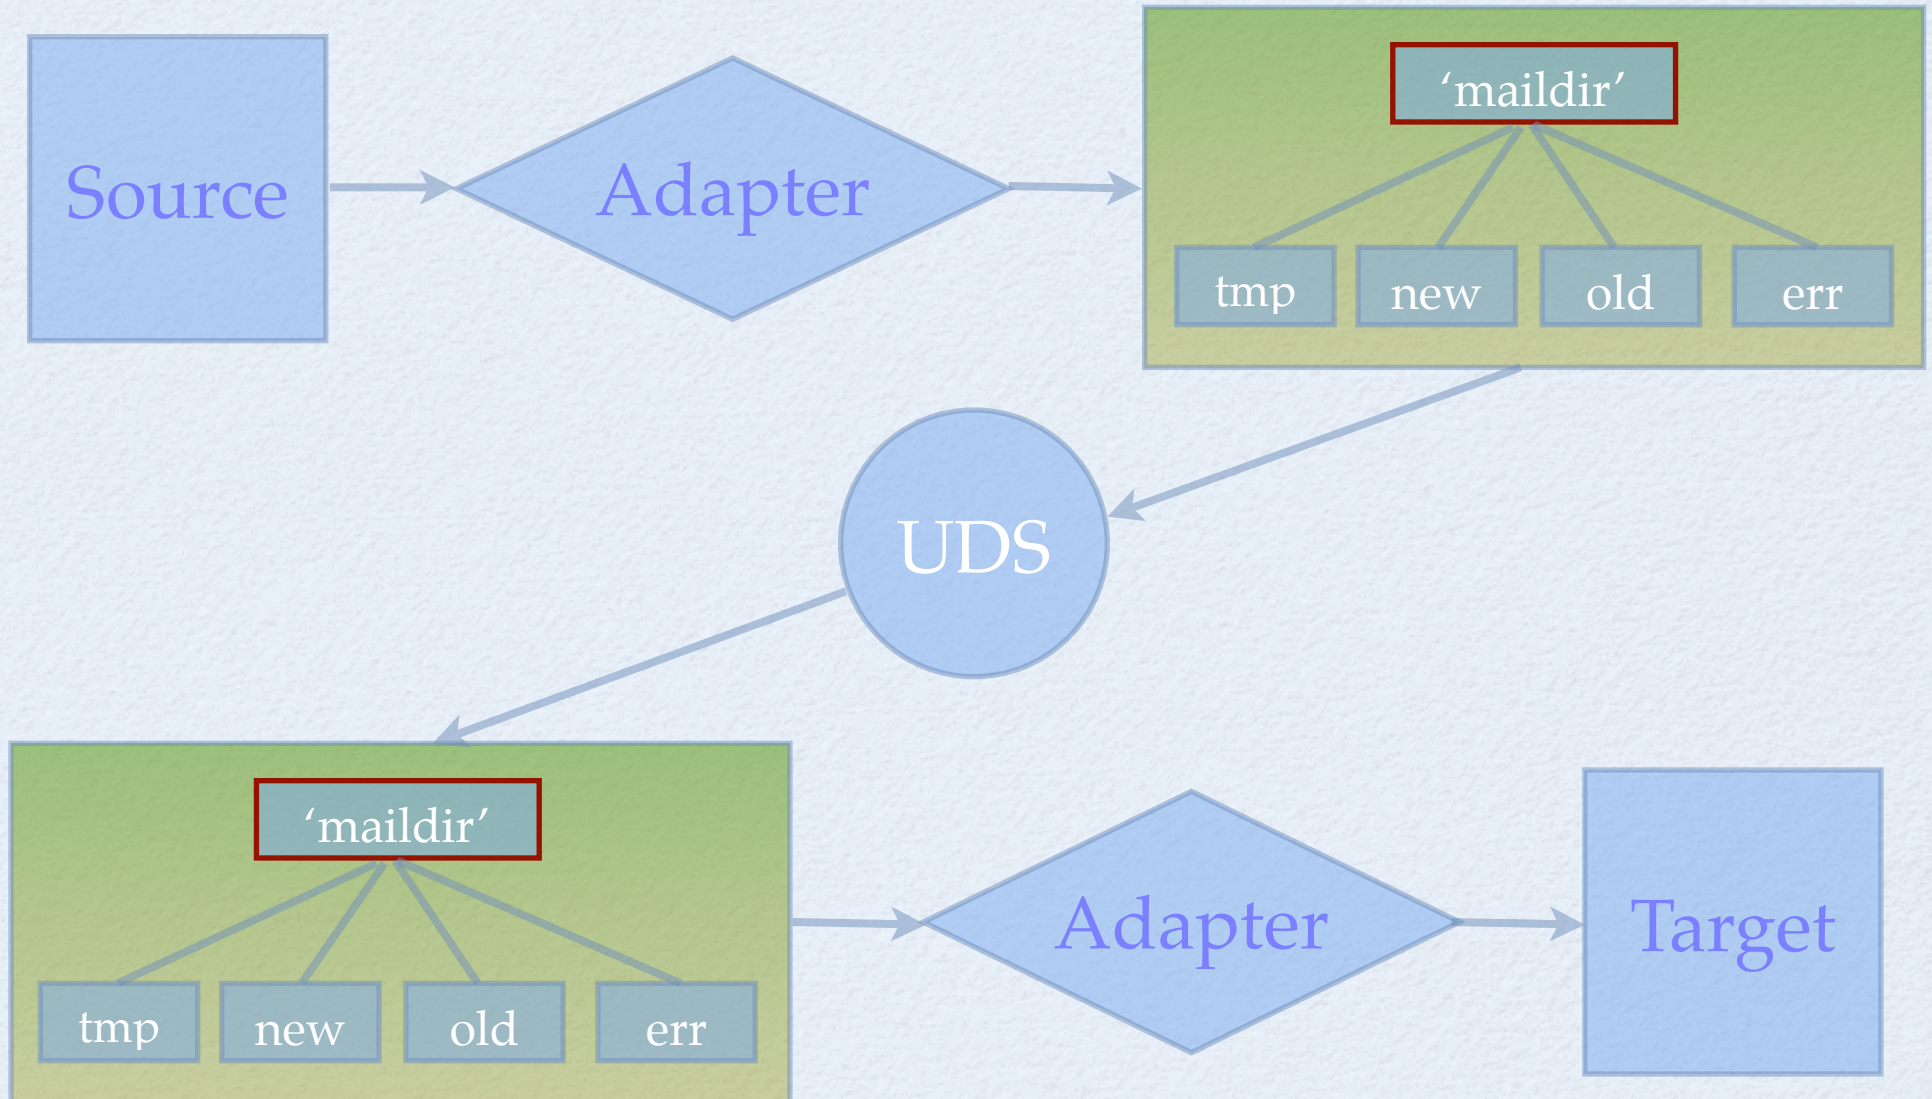 Source
Adapter
‘maildir’
tmp
new
old
err
UDS
‘maildir’
tmp
new
old
err
Adapter
Target